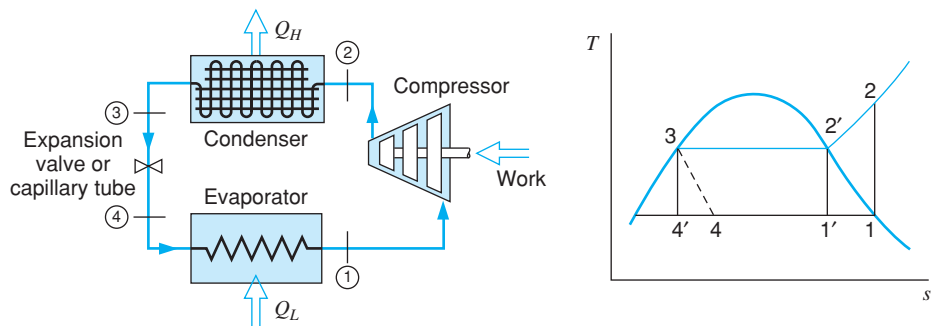 Q_H
2
Compressor
3
Condenser
Expansion
valve or
capillary tube
Work
Evaporator
4
1
Q_L
T
2
3
2′
4′
4
1′
1
s